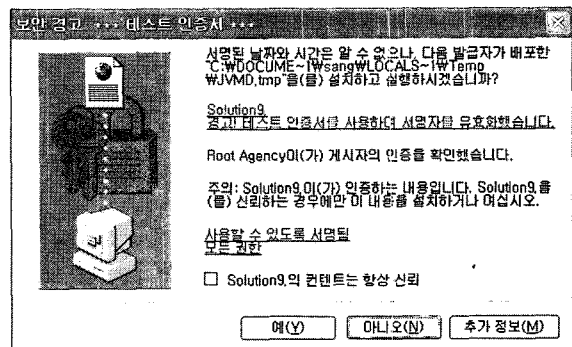 보안 경고 ··· 테스트 인증서 ···
서명된 날짜와 시간은 알 수 없으나, 다음 발급자가 배포한
"C:₩DOCUME~1₩sang₩LOCALS~1₩Temp
₩JVMD.tmp"을(를) 설치하고 실행하시겠습니까?
Solution9,
경고! 테스트 인증서를 사용하여 서명자를 유효화했습니다.
Root Agency이(가) 게시자의 인증을 확인했습니다.
주의: Solution9,이(가) 인증하는 내용입니다. Solution9,을
(를) 신뢰하는 경우에만 이 내용을 설치하거나 여십시오.
사용할 수 있도록 서명됨
모든 권한
Solution9,의 컨텐트는 항상 신뢰
예(Y) 아니오(N) 추가 정보(M)